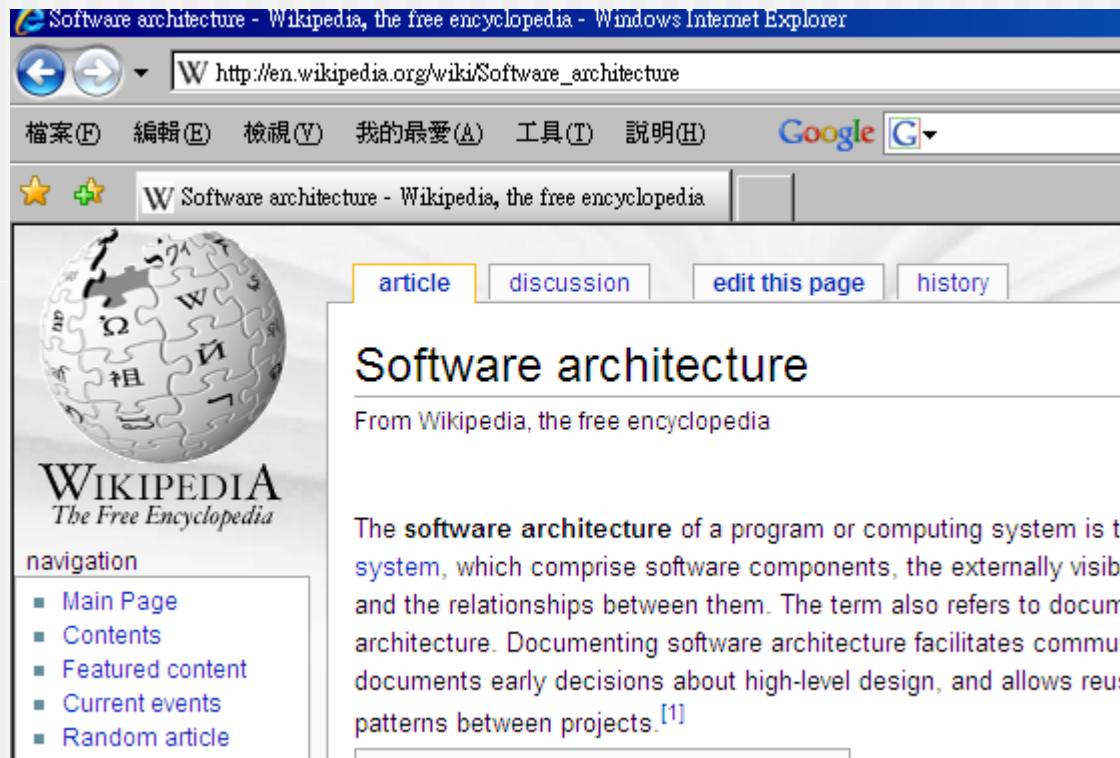 Software architecture - Wikipedia, the free encyclopedia - Windows Internet Explorer
W http://en.wikipedia.org/wiki/Software_architecture
檔案(F) 編輯(E) 檢視(V) 我的最愛(A) 工具(T) 說明(H) Google G
W Software architecture - Wikipedia, the free encyclopedia
article discussion edit this page history
Ω W И 祖
WIKIPEDIA
The Free Encyclopedia
navigation
Main Page
Contents
Featured content
Current events
Random article
Software architecture
From Wikipedia, the free encyclopedia
The software architecture of a program or computing system is t
system, which comprise software components, the externally visib
and the relationships between them. The term also refers to docum
architecture. Documenting software architecture facilitates commu
documents early decisions about high-level design, and allows reus
patterns between projects.[1]